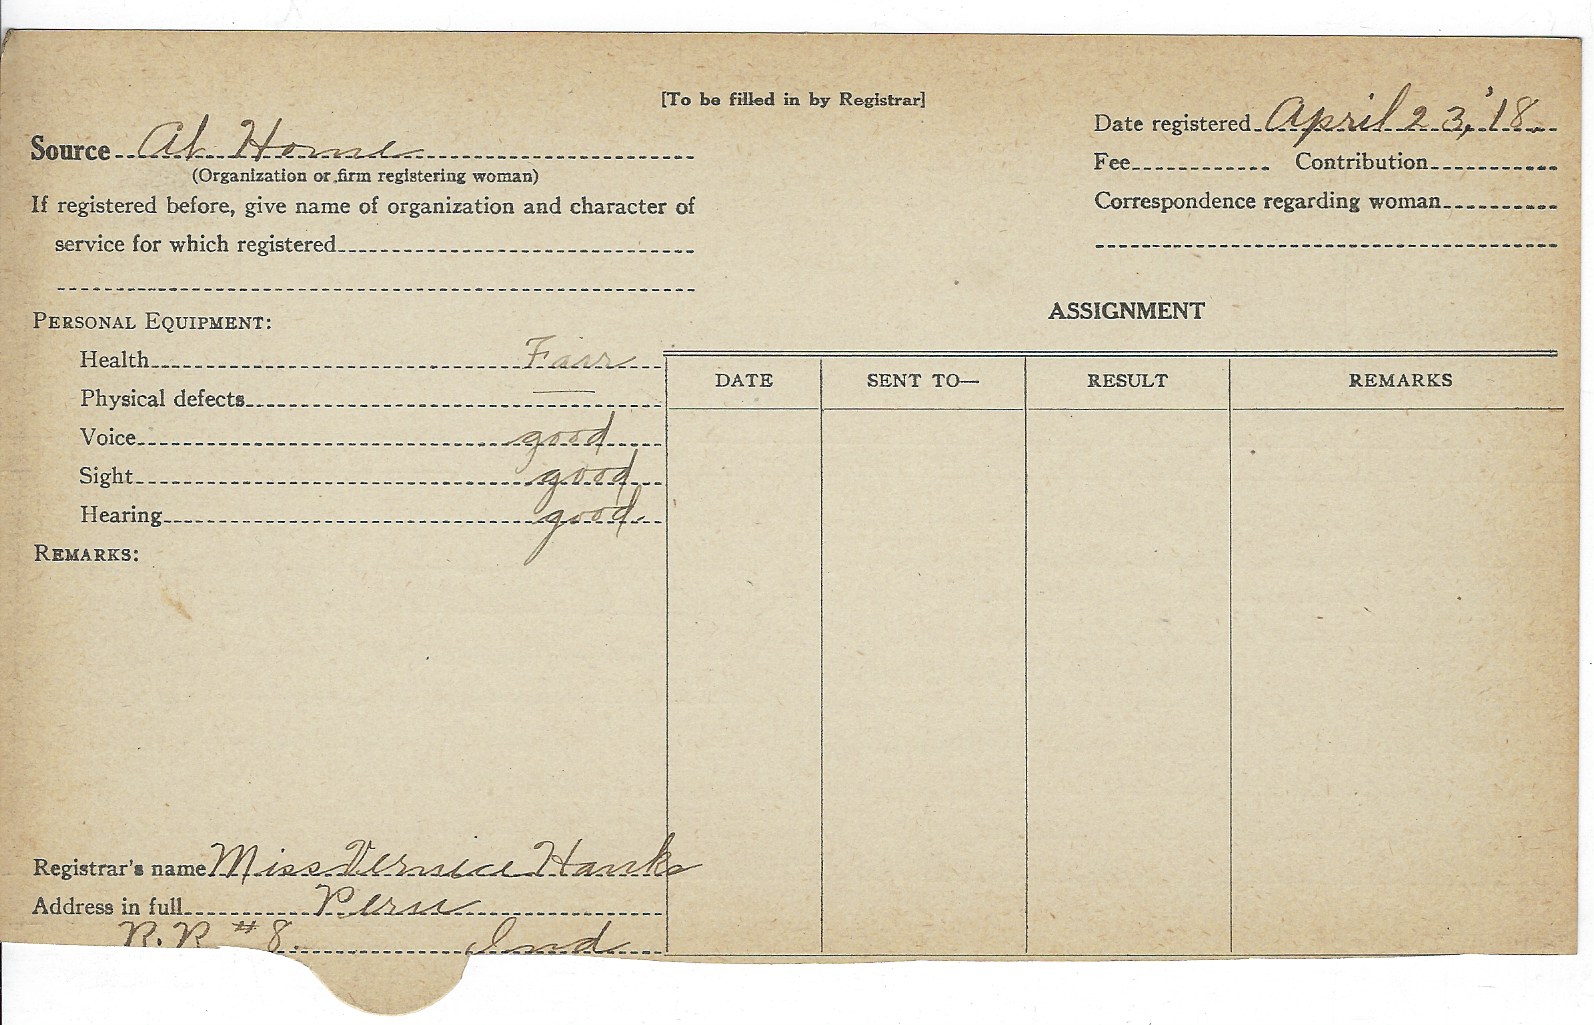 [To be filled in by Registrar]
Date registered April 23, '18.
Source At Home
(Organization or firm registering woman)
Fee Contribution
If registered before, give name of organization and character of
Correspondence regarding woman
service for which registered
ASSIGNMENT
PERSONAL EQUIPMENT:
Health Fair
DATE SENT TO— RESULT REMARKS
Physical defects —
Voice good
Sight good
Hearing good.
REMARKS:
Registrar's name Miss Vernice Hanks
Address in full Peru
R.R #8. Ind